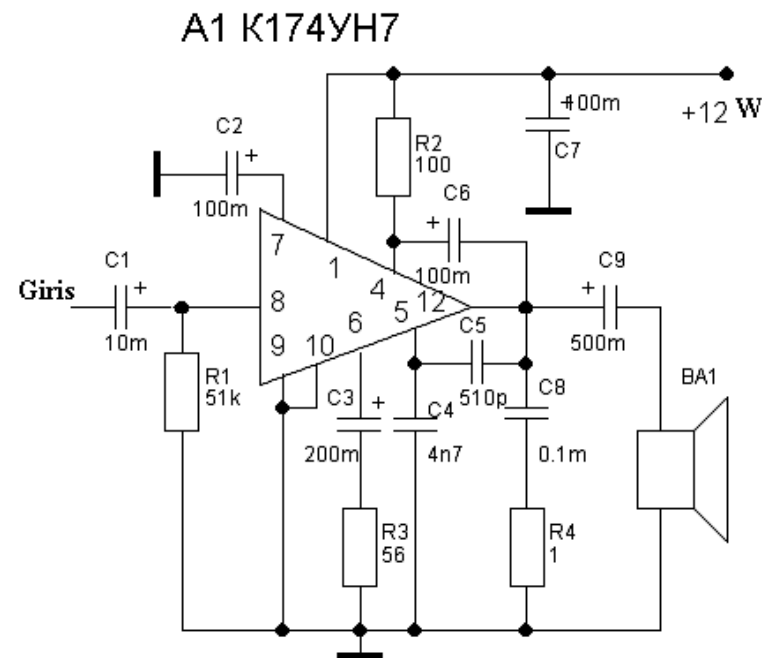 A1 К174УН7
+100m
+12 W
C2
R2
100
C7
+
C6
100m
+
C1
+
7
1
100m
C9
Giris
8
4
12
+
10m
9
10
6
5
C5
500m
R1
51k
C3
+
510p
C8
BA1
C4
200m
4n7
0.1m
R3
56
R4
1